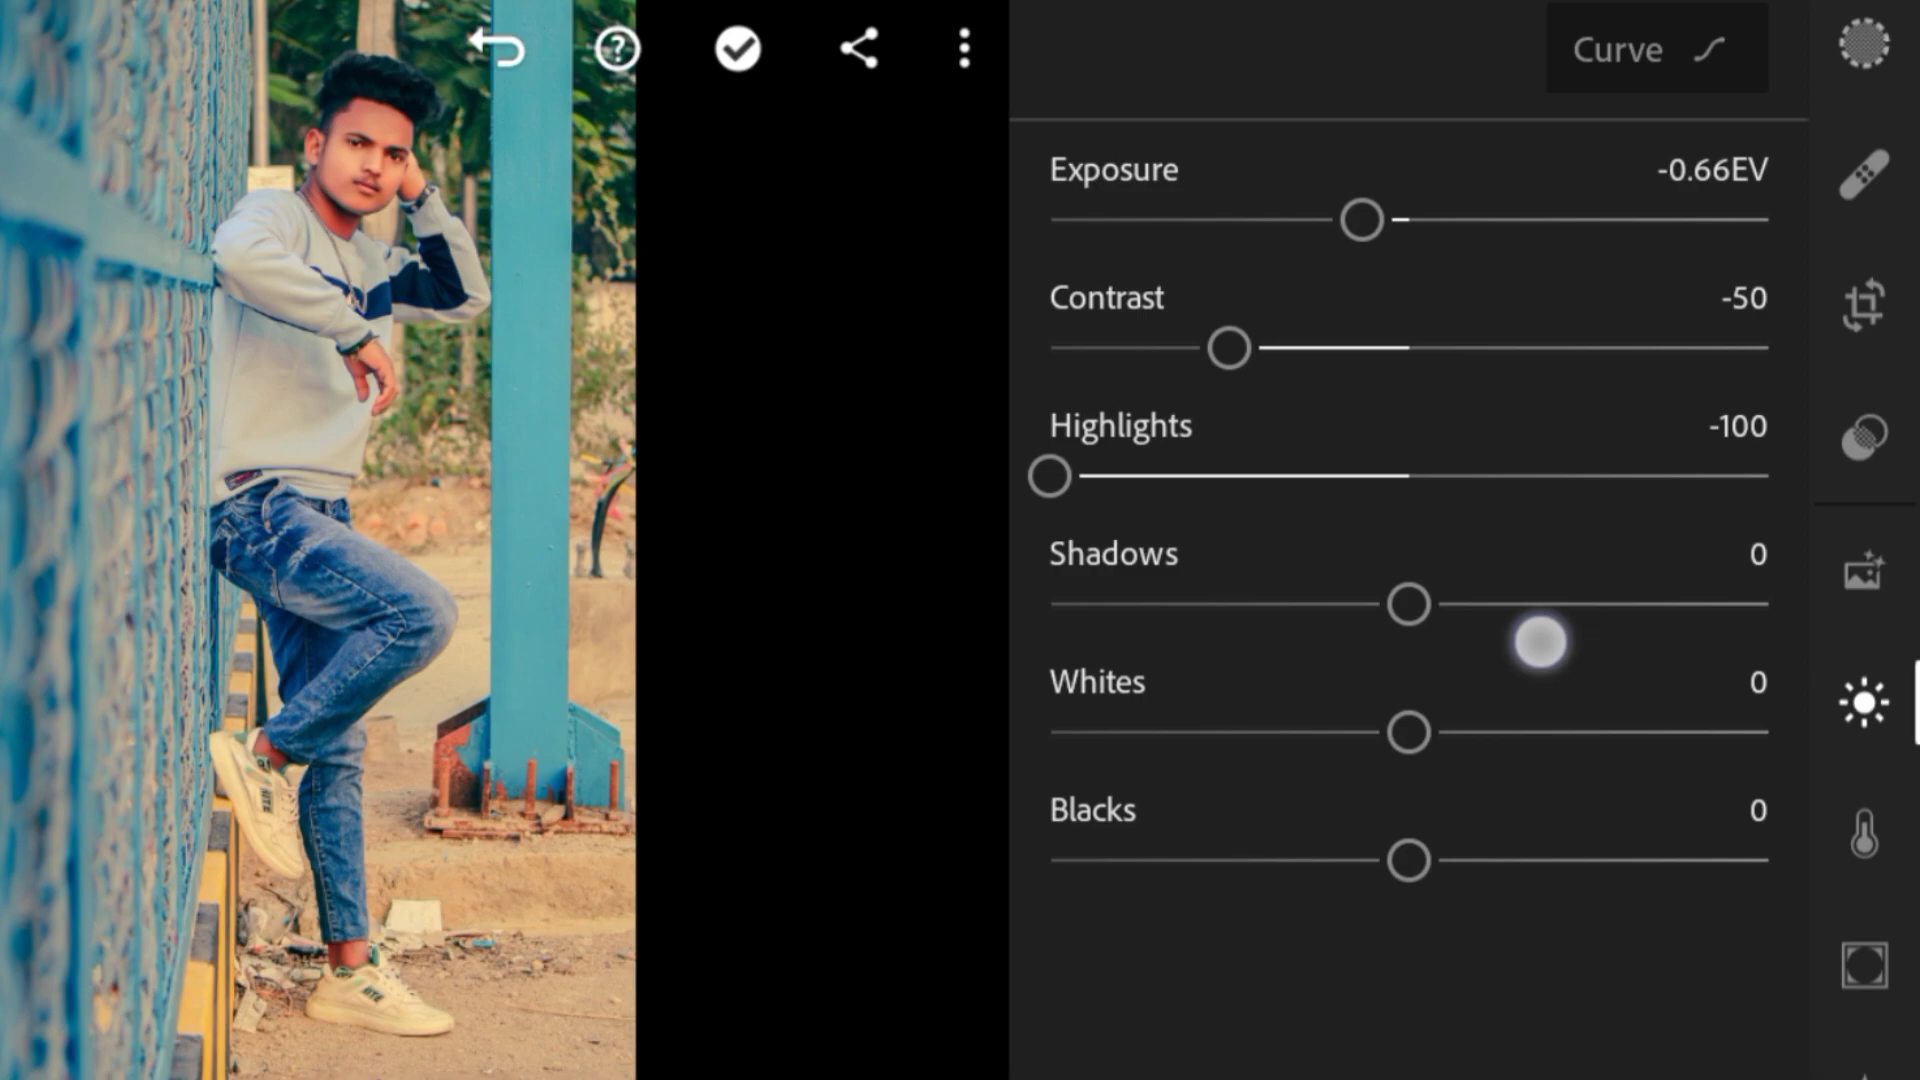 Curve
Exposure -0.66EV
Contrast -50
Highlights -100
Shadows 0
Whites 0
Blacks 0